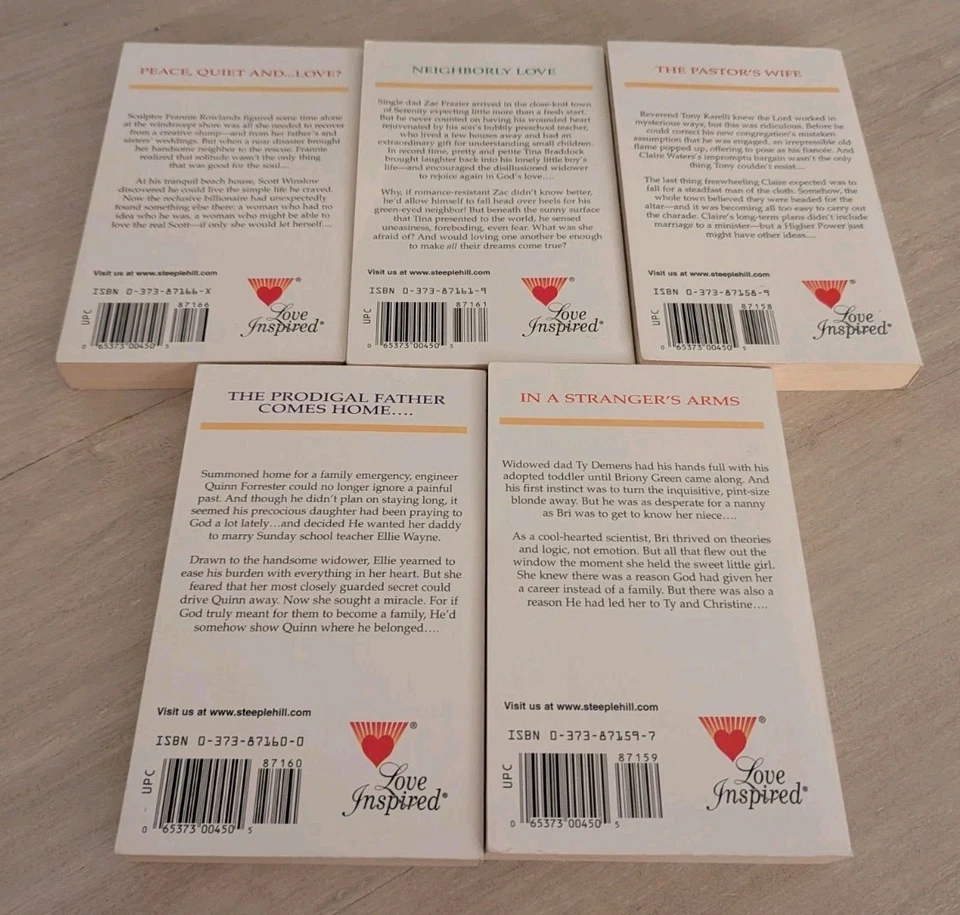 PEACE, QUIET AND...LOVE?
Sculptor Frannie Rowlands figured some time alone
at the windswept shore was all she needed to recover
from a creative slump—and from her father's and
sisters' weddings. But when a near disaster brought
her handsome neighbor to the rescue, Frannie
realized that solitude wasn't the only thing
that was good for the soul....
At his tranquil beach house, Scott Winslow
discovered he could live the simple life he craved.
Now the reclusive billionaire had unexpectedly
found something else there: a woman who had no
idea who he was, a woman who might be able to
love the real Scott—if only she would let herself....
Visit us at www.steeplehill.com
ISBN 0-373-87166-X
87166
UPC
0 65373 00450 5
Love
Inspired®
NEIGHBORLY LOVE
Single dad Zac Frazier arrived in the close-knit town
of Serenity expecting little more than a fresh start.
But he never counted on having his wounded heart
rejuvenated by his son's bubbly preschool teacher,
who lived a few houses away and had an
extraordinary gift for understanding small children.
In record time, pretty and petite Tina Braddock
brought laughter back into his lonely little boy's
life—and encouraged the disillusioned widower
to rejoice again in God's love....
Why, if romance-resistant Zac didn't know better,
he'd allow himself to fall head over heels for his
green-eyed neighbor! But beneath the sunny surface
that Tina presented to the world, he sensed
uneasiness, foreboding, even fear. What was she
afraid of? And would loving one another be enough
to make all their dreams come true?
Visit us at www.steeplehill.com
ISBN 0-373-87161-9
87161
UPC
0 65373 00450 5
Love
Inspired®
THE PASTOR'S WIFE
Reverend Tony Karelli knew the Lord worked in
mysterious ways, but this was ridiculous. Before he
could correct his new congregation's mistaken
assumption that he was engaged, an irrepressible old
flame popped up, offering to pose as his fiancée. And
Claire Waters's impromptu bargain wasn't the only
thing Tony couldn't resist....
The last thing freewheeling Claire expected was to
fall for a steadfast man of the cloth. Somehow, the
whole town believed they were headed for the
altar—and it was becoming all too easy to carry out
the charade. Claire's long-term plans didn't include
marriage to a minister—but a Higher Power just
might have other ideas....
Visit us at www.steeplehill.com
ISBN 0-373-87158-9
87158
UPC
0 65373 00450 5
Love
Inspired®
THE PRODIGAL FATHER
COMES HOME....
Summoned home for a family emergency, engineer
Quinn Forrester could no longer ignore a painful
past. And though he didn't plan on staying long, it
seemed his precocious daughter had been praying to
God a lot lately...and decided He wanted her daddy
to marry Sunday school teacher Ellie Wayne.
Drawn to the handsome widower, Ellie yearned to
ease his burden with everything in her heart. But she
feared that her most closely guarded secret could
drive Quinn away. Now she sought a miracle. For if
God truly meant for them to become a family, He'd
somehow show Quinn where he belonged....
Visit us at www.steeplehill.com
ISBN 0-373-87160-0
87160
UPC
0 65373 00450 5
®
Love
Inspired®
IN A STRANGER'S ARMS
Widowed dad Ty Demens had his hands full with his
adopted toddler until Briony Green came along. And
his first instinct was to turn the inquisitive, pint-size
blonde away. But he was as desperate for a nanny
as Bri was to get to know her niece....
As a cool-hearted scientist, Bri thrived on theories
and logic, not emotion. But all that flew out the
window the moment she held the sweet little girl.
She knew there was a reason God had given her
a career instead of a family. But there was also a
reason He had led her to Ty and Christine....
Visit us at www.steeplehill.com
ISBN 0-373-87159-7
87159
UPC
0 65373 00450 5
®
Love
Inspired®